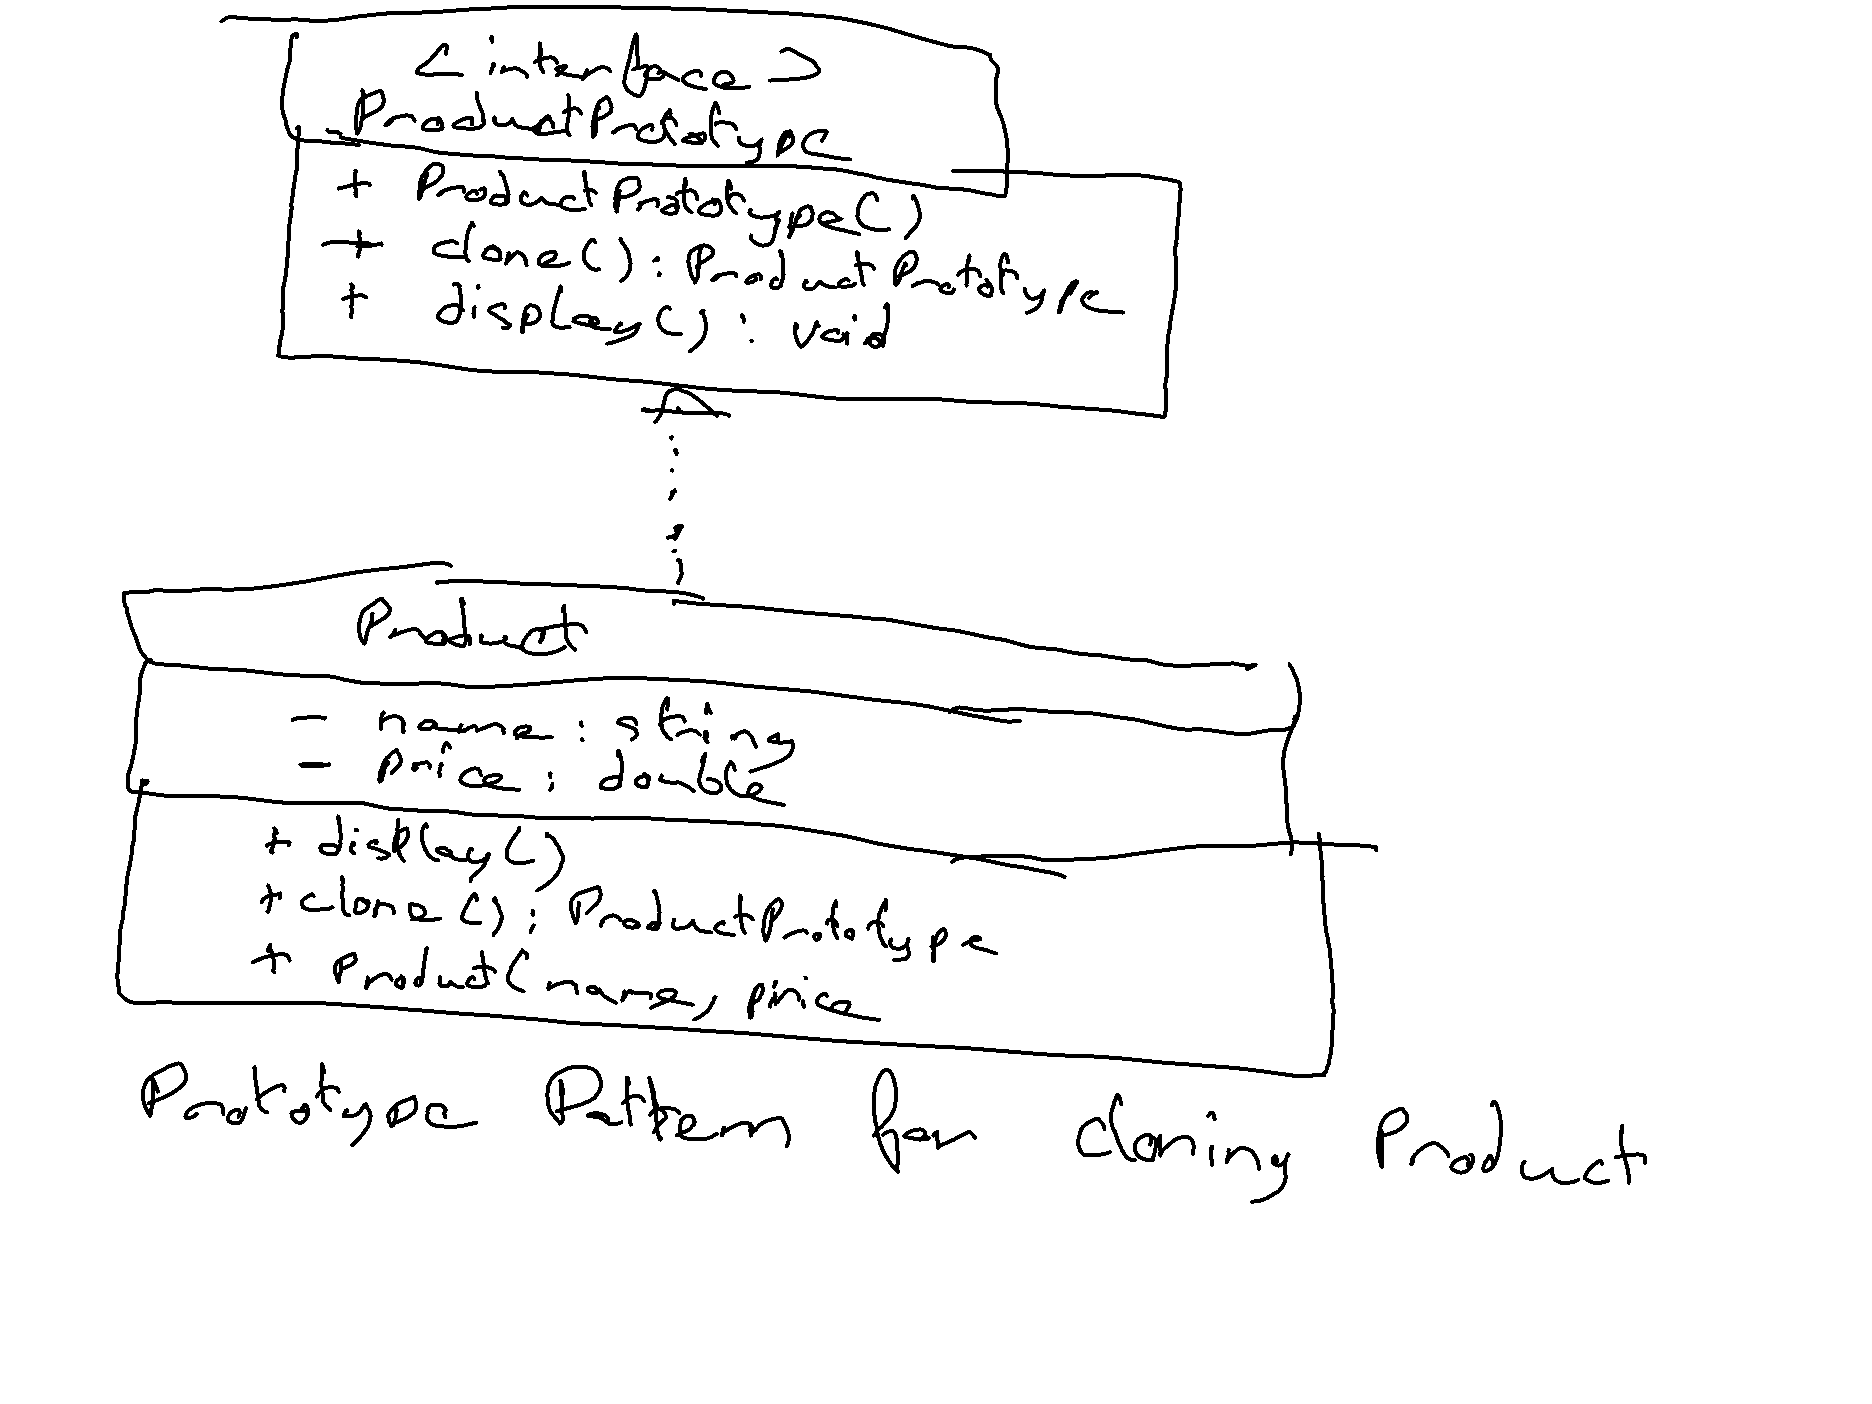 <interface>
ProductPrototype
+ ProductPrototype()
+ clone(): ProductPrototype
+ display(): void
Product
- name: string
- price: double
+ display()
+ clone(): ProductPrototype
+ Product(name, price
Prototype Pattern for cloning Product